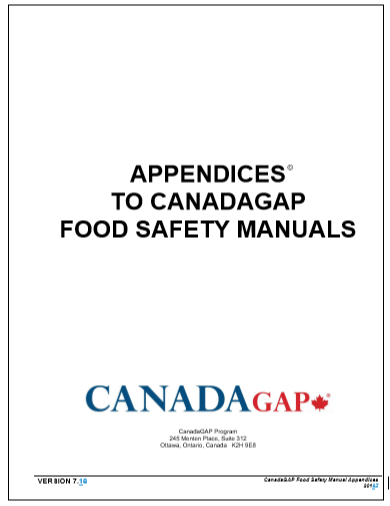 APPENDICES©
TO CANADAGAP
FOOD SAFETY MANUALS
CANADAGAP
CanadaGAP Program
245 Menten Place, Suite 312
Ottawa, Ontario, Canada K2H 9E8
VERSION 7.10
CanadaGAP Food Safety Manual Appendices